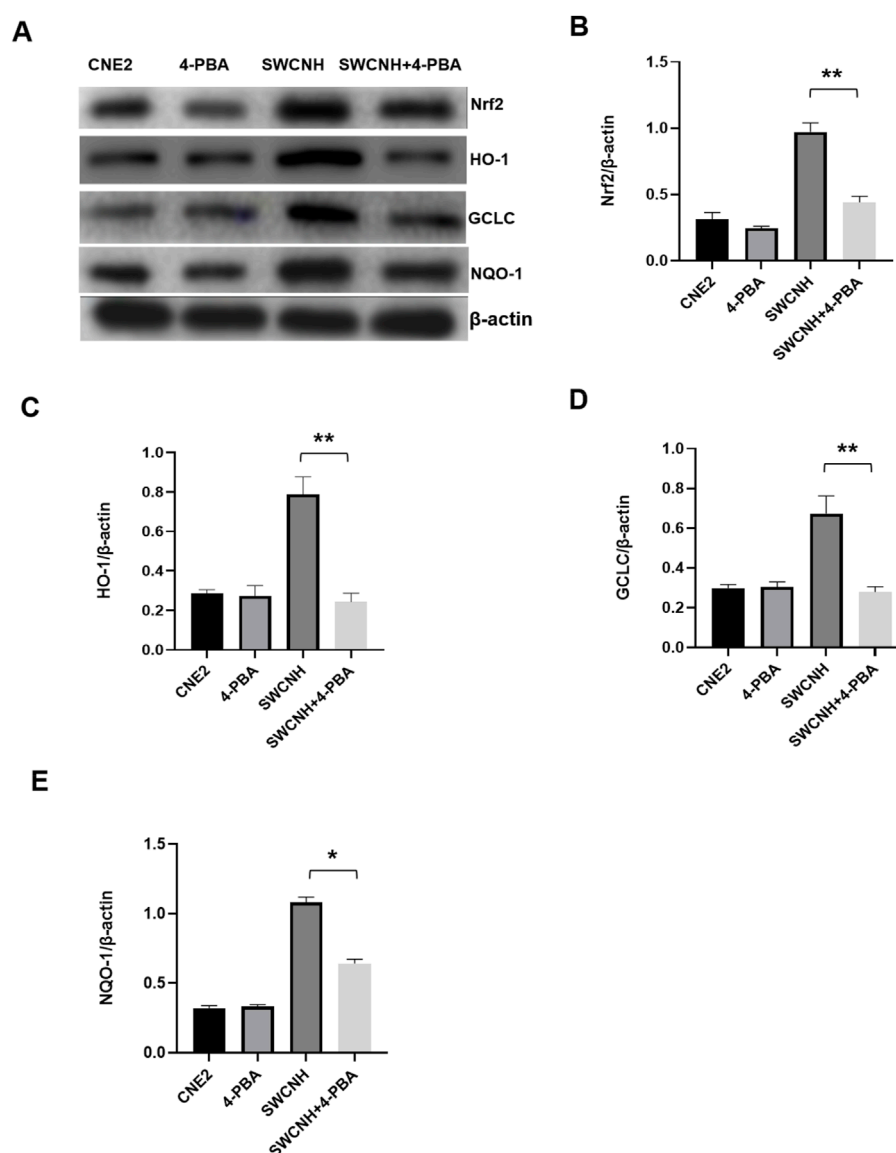 A
CNE2 4-PBA SWCNH SWCNH+4-PBA
Nrf2
HO-1
GCLC
NQO-1
β-actin
B
Nrf2/β-actin
1.5
1.0
0.5
0.0
**
CNE2
4-PBA
SWCNH
SWCNH+4-PBA
C
HO-1/β-actin
1.0
0.8
0.6
0.4
0.2
0.0
**
CNE2
4-PBA
SWCNH
SWCNH+4-PBA
D
GCLC/β-actin
1.0
0.8
0.6
0.4
0.2
0.0
**
CNE2
4-PBA
SWCNH
SWCNH+4-PBA
E
NQO-1/β-actin
1.5
1.0
0.5
0.0
*
CNE2
4-PBA
SWCNH
SWCNH+4-PBA